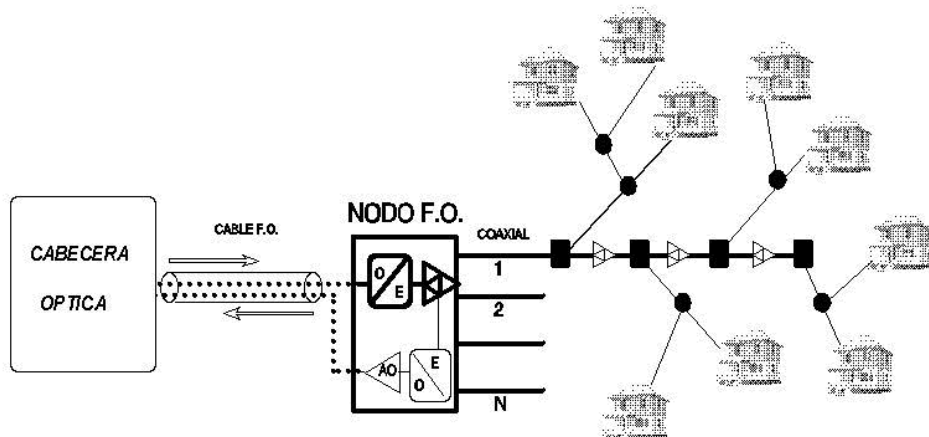 CABECERA
OPTICA
CABLE F.O.
NODO F.O.
O
E
AO
E
O
COAXIAL
1
2
N